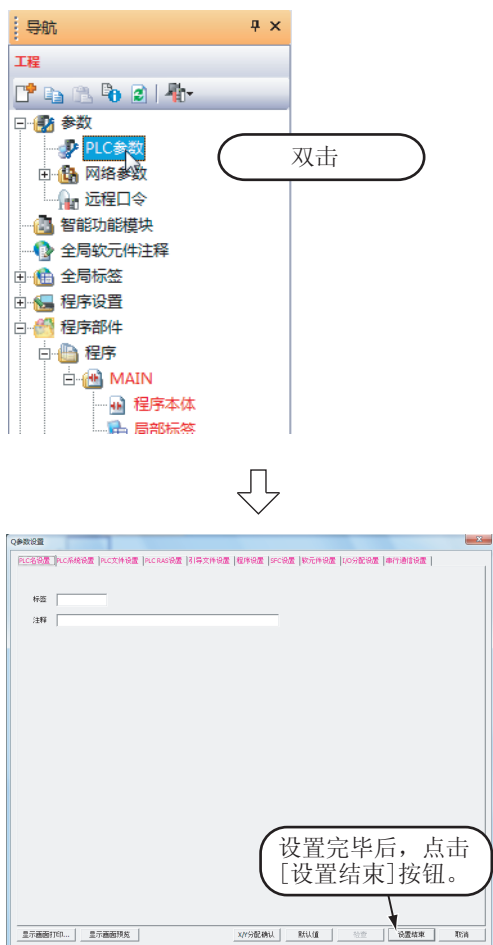 导航
工程
参数
PLC参数
双击
网络参数
远程口令
智能功能模块
全局软元件注释
全局标签
程序设置
程序部件
程序
MAIN
程序本体
局部标签
Q参数设置
PLC名设置 PLC系统设置 PLC文件设置 PLC RAS设置 引导文件设置 程序设置 SFC设置 软元件设置 I/O分配设置 串行通信设置
标签
注释
设置完毕后，点击
[设置结束]按钮。
显示画面打印... 显示画面预览 X/Y分配确认 默认值 检查 设置结束 取消